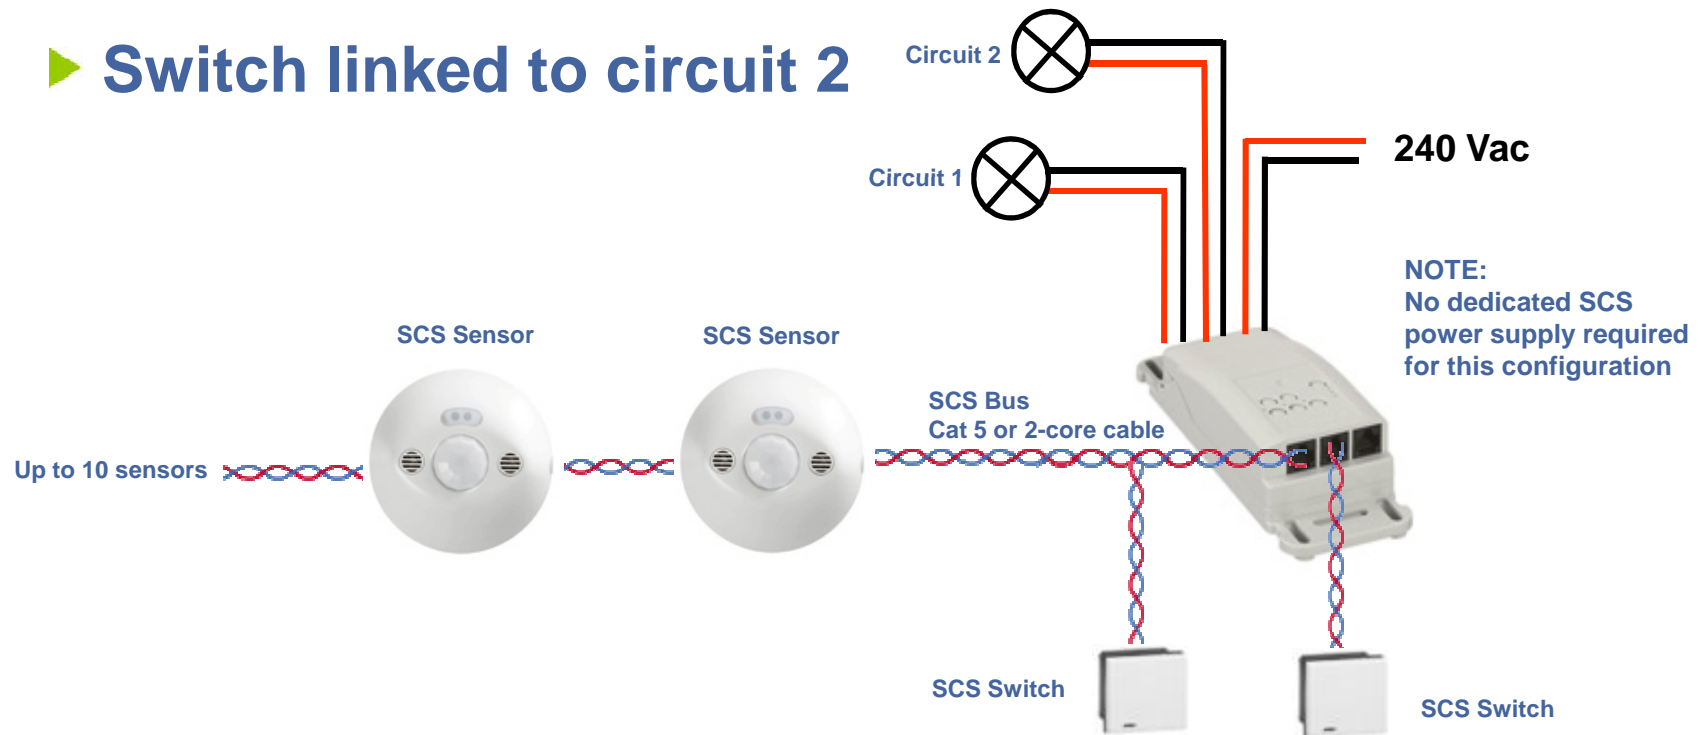 Switch linked to circuit 2
Circuit 2
240 Vac
Circuit 1
NOTE:
No dedicated SCS
power supply required
for this configuration
SCS Sensor
SCS Sensor
SCS Bus
Cat 5 or 2-core cable
Up to 10 sensors
SCS Switch
SCS Switch